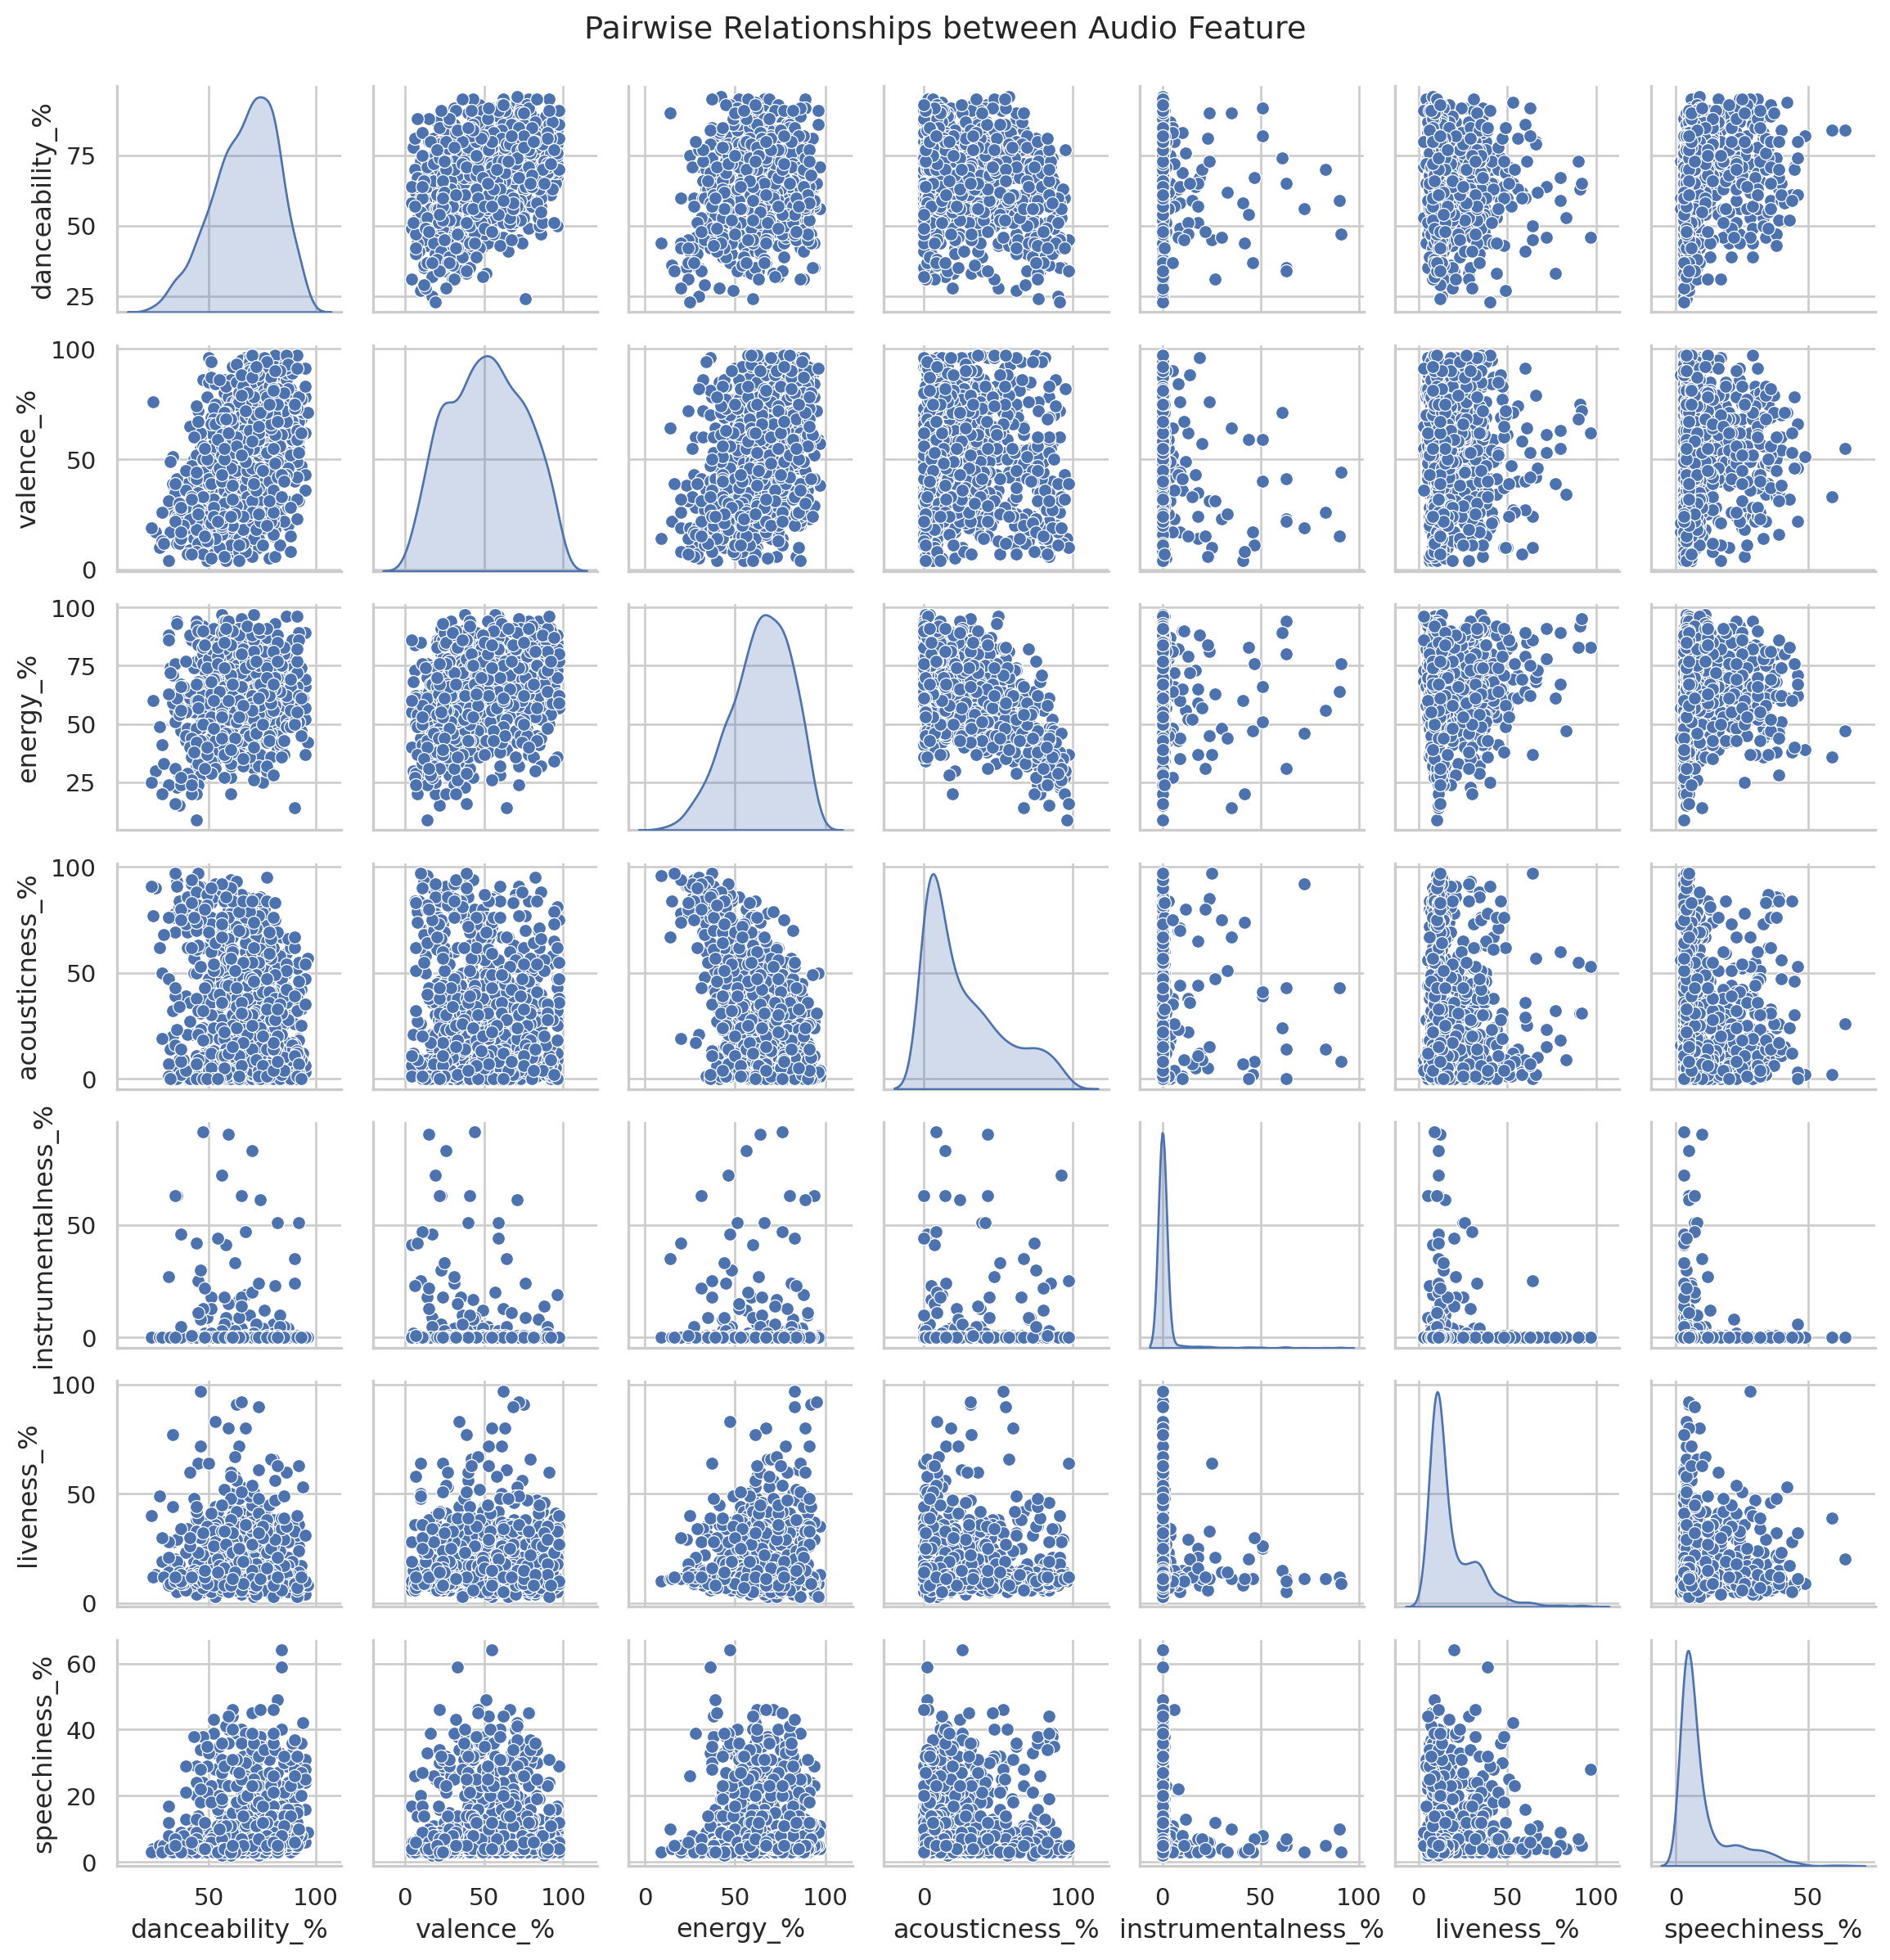 Pairwise Relationships between Audio Feature
danceability_%
75
50
25
valence_%
100
50
0
energy_%
100
75
50
25
acousticness_%
100
50
0
instrumentalness_%
50
0
liveness_%
100
50
0
speechiness_%
60
40
20
0
50 100 0 50 100 0 50 100 0 100 0 50 100 0 50 100 0 50
danceability_% valence_% energy_% acousticness_% instrumentalness_% liveness_% speechiness_%